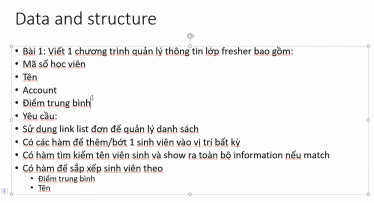 Data and structure
Bài 1: Viết 1 chương trình quản lý thông tin lớp fresher bao gồm:
Mã số học viên
Tên
Account
Điểm trung bình
Yêu cầu:
Sử dụng link list đơn để quản lý danh sách
Có các hàm để thêm/bớt 1 sinh viên vào vị trí bất kỳ
Có hàm tìm kiếm tên viên sinh và show ra toàn bộ information nếu match
Có hàm để sắp xếp sinh viên theo
Điểm trung bình
Tên